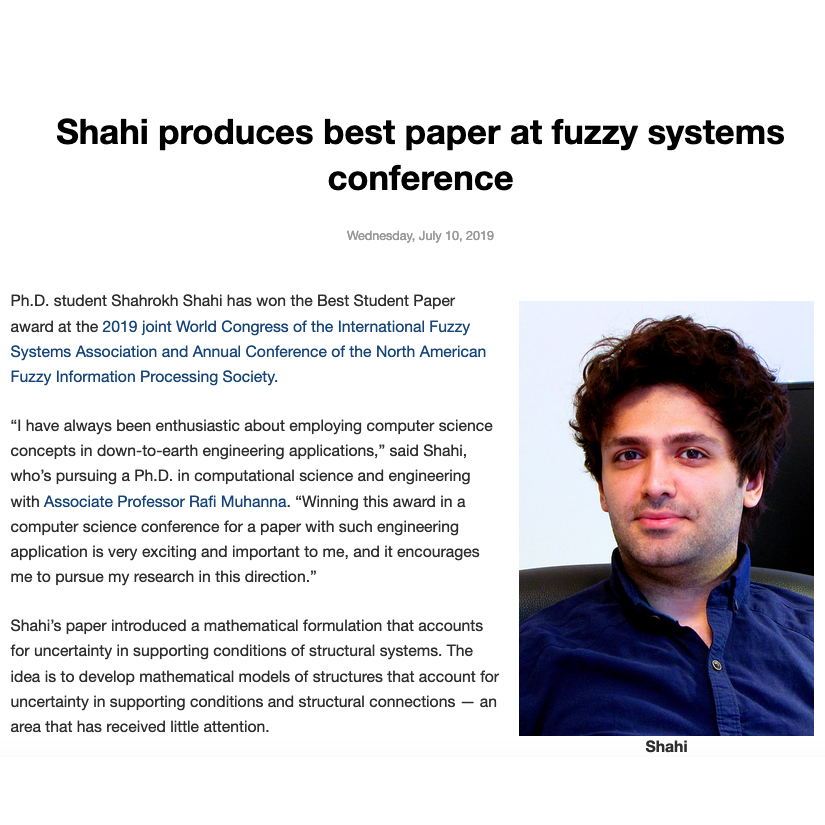 Shahi produces best paper at fuzzy systems
conference
Wednesday, July 10, 2019
Ph.D. student Shahrokh Shahi has won the Best Student Paper
award at the 2019 joint World Congress of the International Fuzzy
Systems Association and Annual Conference of the North American
Fuzzy Information Processing Society.
“I have always been enthusiastic about employing computer science
concepts in down-to-earth engineering applications,” said Shahi,
who’s pursuing a Ph.D. in computational science and engineering
with Associate Professor Rafi Muhanna. “Winning this award in a
computer science conference for a paper with such engineering
application is very exciting and important to me, and it encourages
me to pursue my research in this direction.”
Shahi’s paper introduced a mathematical formulation that accounts
for uncertainty in supporting conditions of structural systems. The
idea is to develop mathematical models of structures that account for
uncertainty in supporting conditions and structural connections — an
area that has received little attention.
Shahi